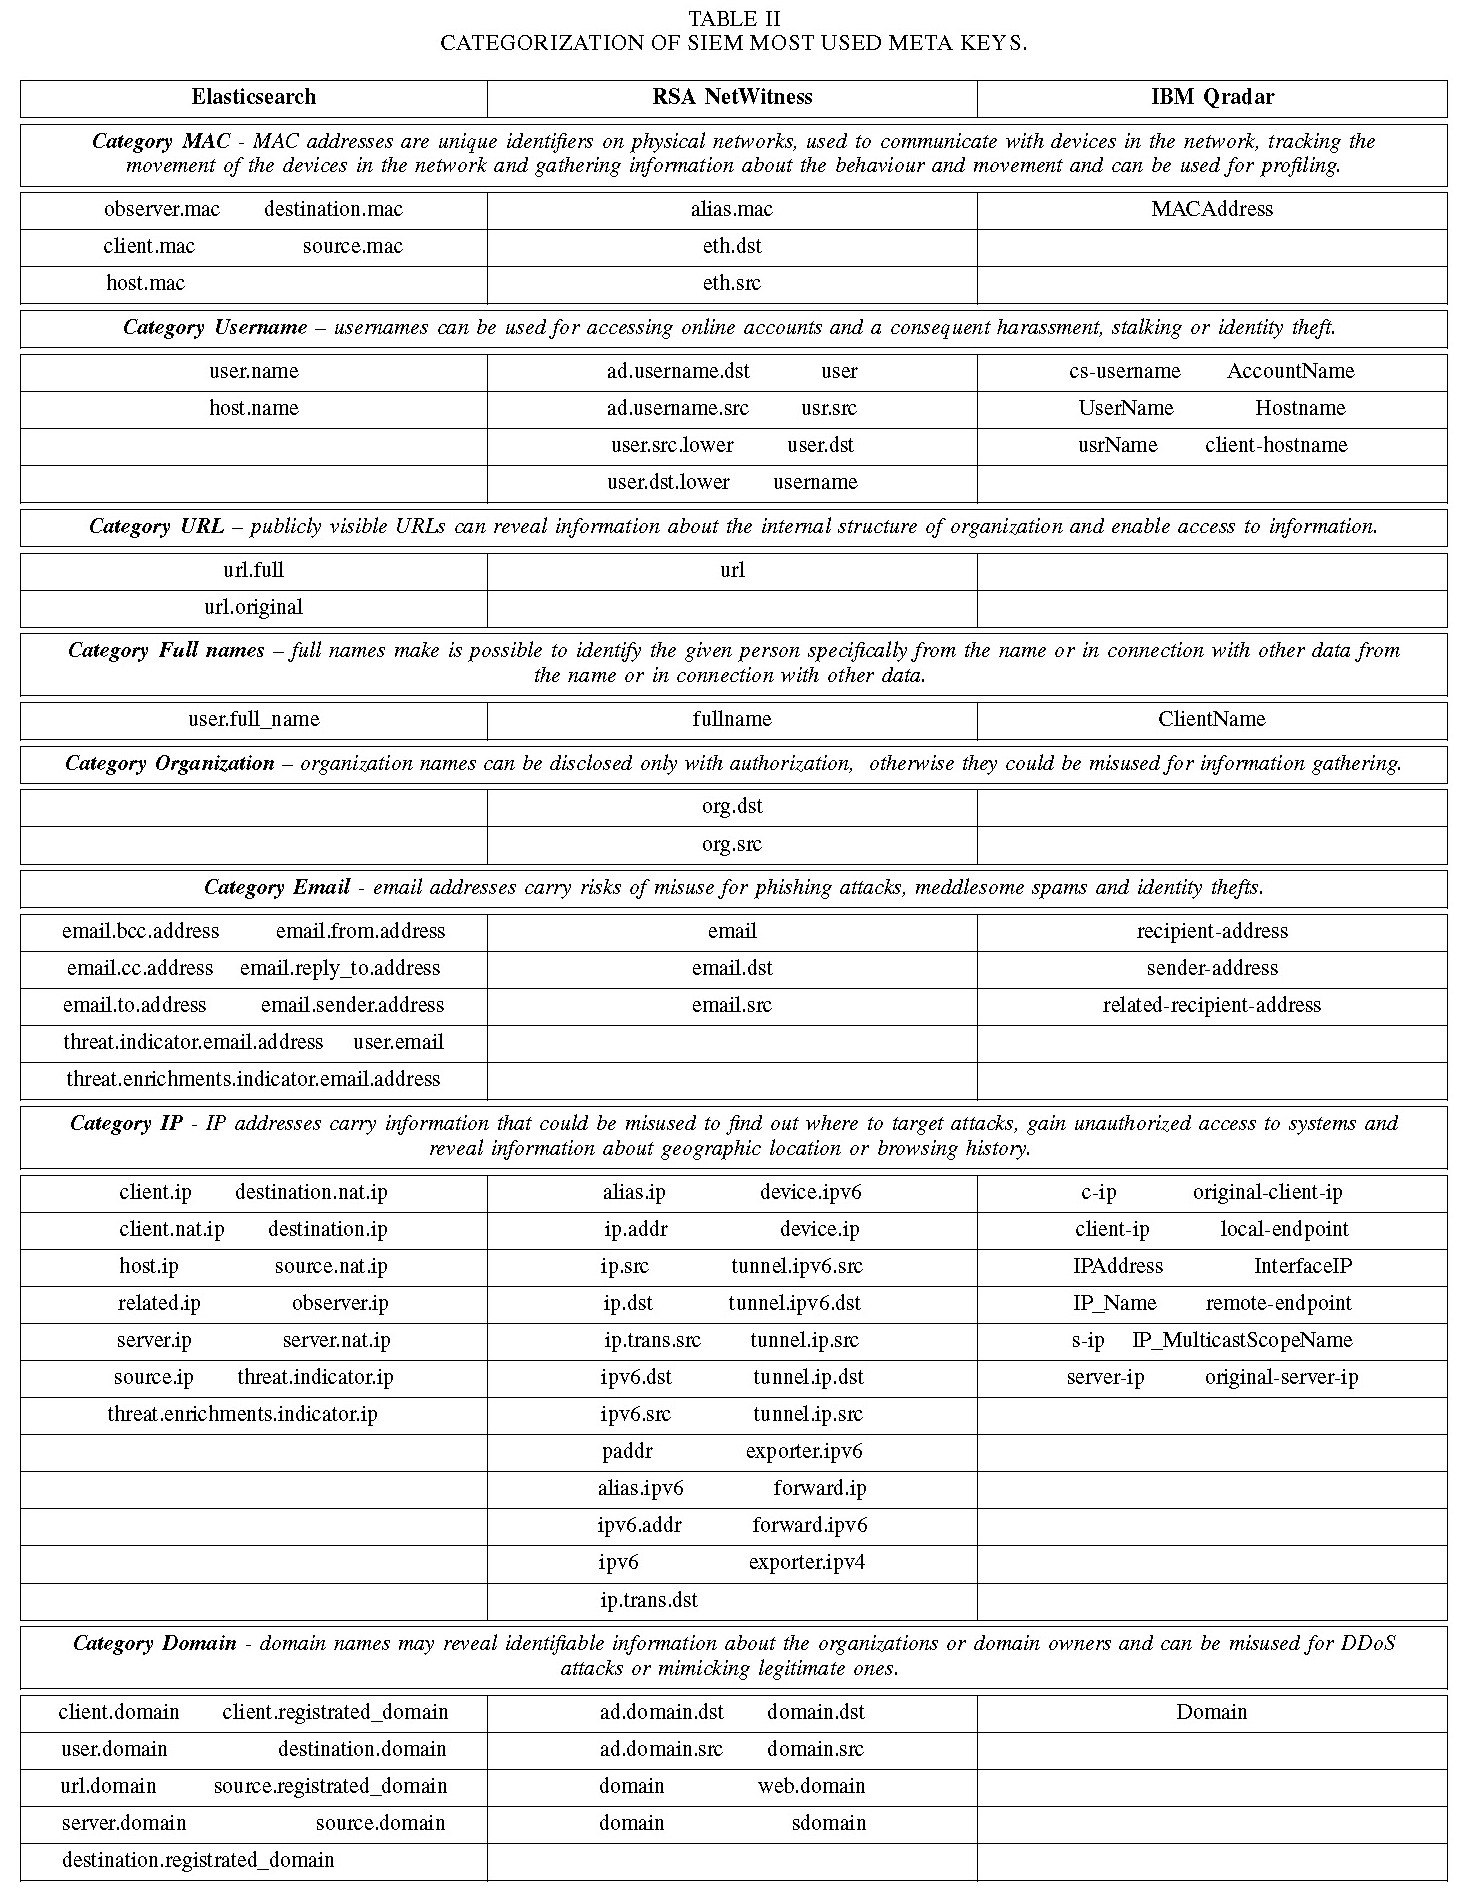 TABLE II
CATEGORIZATION OF SIEM MOST USED META KEYS.
Elasticsearch RSA NetWitness IBM Qradar
Category MAC - MAC addresses are unique identifiers on physical networks, used to communicate with devices in the network, tracking the
movement of the devices in the network and gathering information about the behaviour and movement and can be used for profiling.
observer.mac destination.mac alias.mac MACAddress
client.mac source.mac eth.dst
host.mac eth.src
Category Username – usernames can be used for accessing online accounts and a consequent harassment, stalking or identity theft.
user.name ad.username.dst user cs-username AccountName
host.name ad.username.src usr.src UserName Hostname
user.src.lower user.dst usrName client-hostname
user.dst.lower username
Category URL – publicly visible URLs can reveal information about the internal structure of organization and enable access to information.
url.full url
url.original
Category Full names – full names make is possible to identify the given person specifically from the name or in connection with other data from
the name or in connection with other data.
user.full_name fullname ClientName
Category Organization – organization names can be disclosed only with authorization, otherwise they could be misused for information gathering.
org.dst
org.src
Category Email - email addresses carry risks of misuse for phishing attacks, meddlesome spams and identity thefts.
email.bcc.address email.from.address email recipient-address
email.cc.address email.reply_to.address email.dst sender-address
email.to.address email.sender.address email.src related-recipient-address
threat.indicator.email.address user.email
threat.enrichments.indicator.email.address
Category IP - IP addresses carry information that could be misused to find out where to target attacks, gain unauthorized access to systems and
reveal information about geographic location or browsing history.
client.ip destination.nat.ip alias.ip device.ipv6 c-ip original-client-ip
client.nat.ip destination.ip ip.addr device.ip client-ip local-endpoint
host.ip source.nat.ip ip.src tunnel.ipv6.src IPAddress InterfaceIP
related.ip observer.ip ip.dst tunnel.ipv6.dst IP_Name remote-endpoint
server.ip server.nat.ip ip.trans.src tunnel.ip.src s-ip IP_MulticastScopeName
source.ip threat.indicator.ip ipv6.dst tunnel.ip.dst server-ip original-server-ip
threat.enrichments.indicator.ip ipv6.src tunnel.ip.src
paddr exporter.ipv6
alias.ipv6 forward.ip
ipv6.addr forward.ipv6
ipv6 exporter.ipv4
ip.trans.dst
Category Domain - domain names may reveal identifiable information about the organizations or domain owners and can be misused for DDoS
attacks or mimicking legitimate ones.
client.domain client.registrated_domain ad.domain.dst domain.dst Domain
user.domain destination.domain ad.domain.src domain.src
url.domain source.registrated_domain domain web.domain
server.domain source.domain domain sdomain
destination.registrated_domain